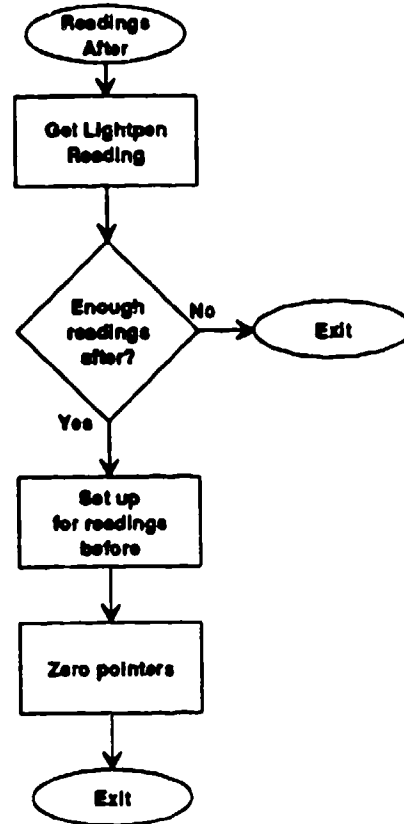 Readings
After
Get Lightpen
Reading
Enough
readings
after?
No
Exit
Yes
Set up
for readings
before
Zero pointers
Exit